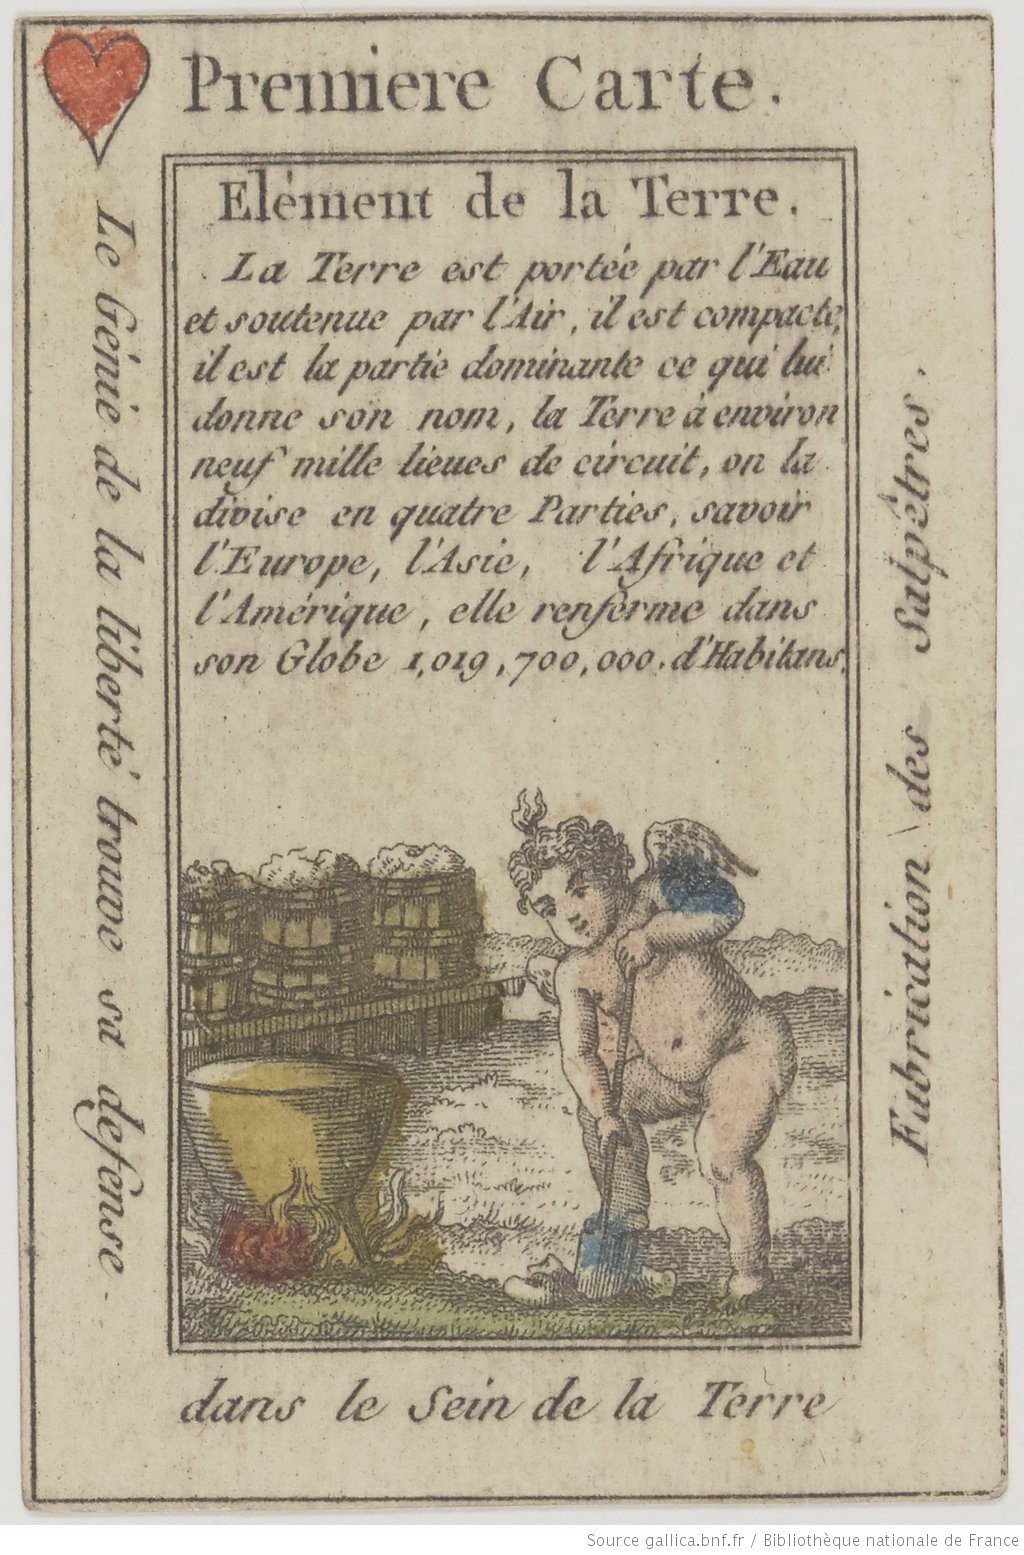 Premiere Carte.
Elément de la Terre.
La Terre est portée par l'Eau
et soutenue par l'Air, il est compacte,
il est la partie dominante ce qui lui
donne son nom, la Terre à environ
neuf mille lieues de circuit, on la
divise en quatre Parties, savoir
l'Europe, l'Asie, l'Afrique et
l'Amérique, elle renferme dans
son Globe 1,019,700,000. d'Habitans.
Le Génie de la liberté trouve sa defense
dans le Sein de la Terre
Fabrication des Salpêtres.
Source gallica.bnf.fr / Bibliothèque nationale de France